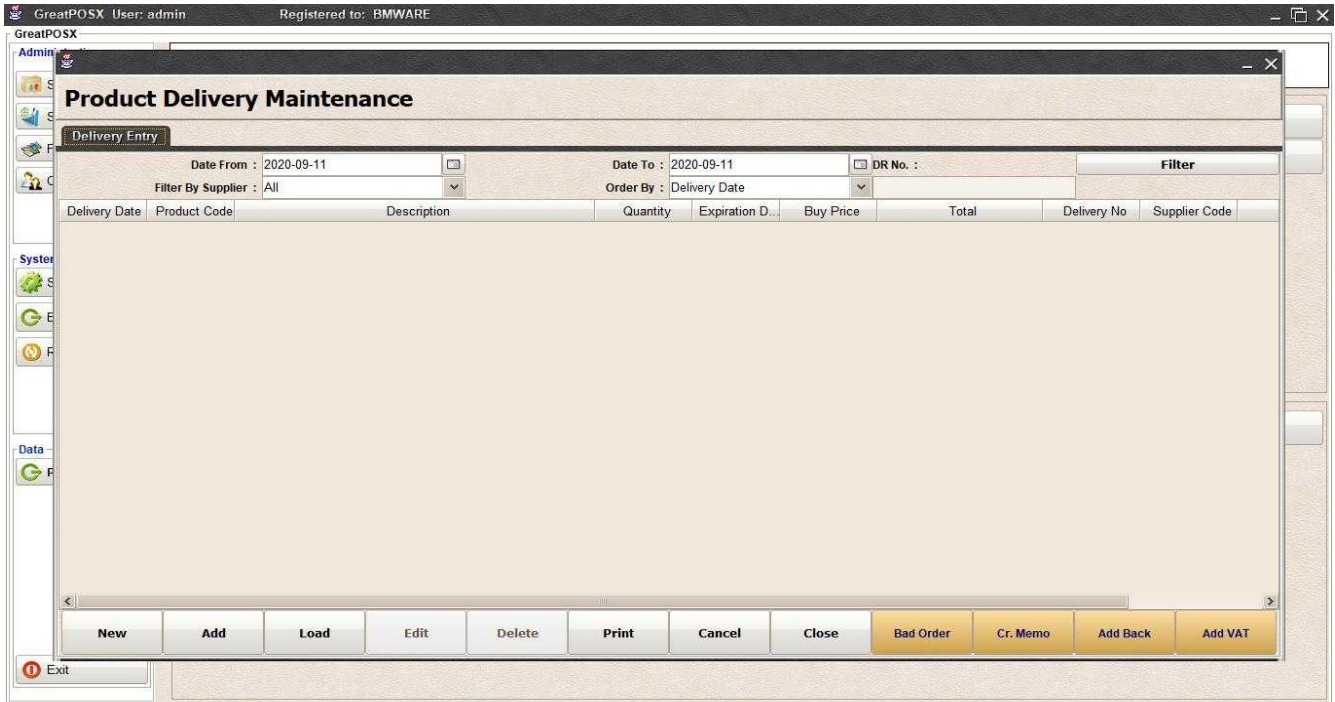 GreatPOSX User: admin Registered to: BMWARE
GreatPOSX
Admin
Product Delivery Maintenance
Delivery Entry
Date From : 2020-09-11 Date To : 2020-09-11 DR No. : Filter
Filter By Supplier : All Order By : Delivery Date
Delivery Date Product Code Description Quantity Expiration D... Buy Price Total Delivery No Supplier Code
System
Data
New Add Load Edit Delete Print Cancel Close Bad Order Cr. Memo Add Back Add VAT
Exit